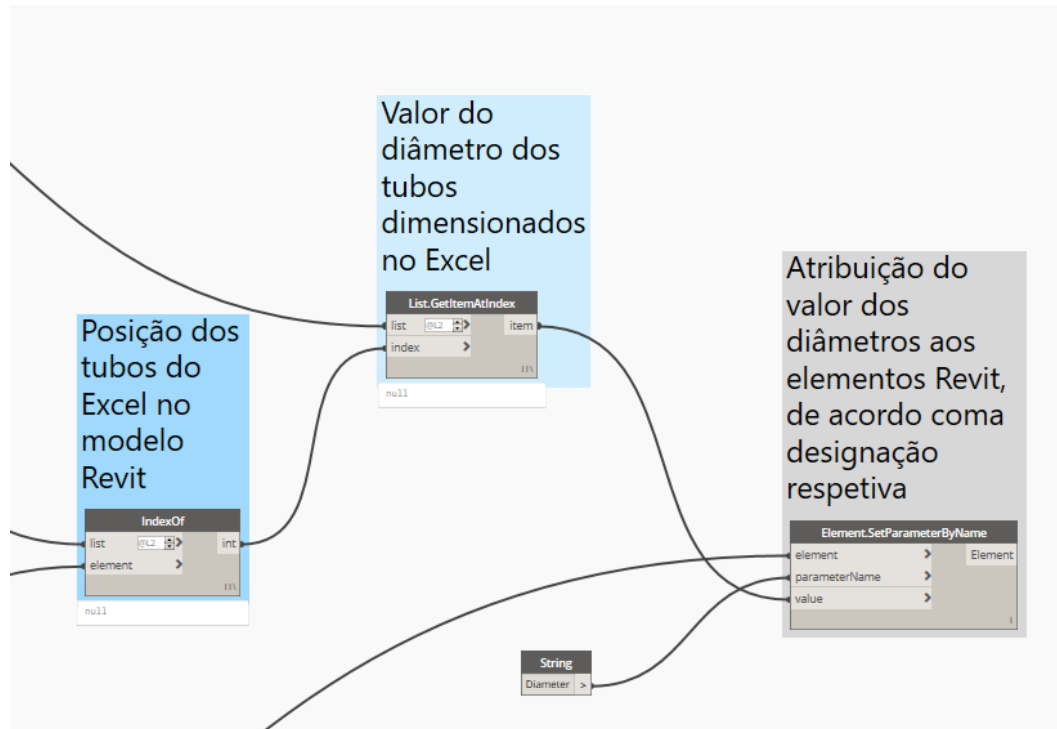 Valor do
diâmetro dos
tubos
dimensionados
no Excel
List.GetItemAtIndex
list @L2 item
index
null
Posição dos
tubos do
Excel no
modelo
Revit
IndexOf
list @L2 int
element
null
Atribuição do
valor dos
diâmetros aos
elementos Revit,
de acordo coma
designação
respetiva
Element.SetParameterByName
element Element
parameterName
value
String
Diameter >